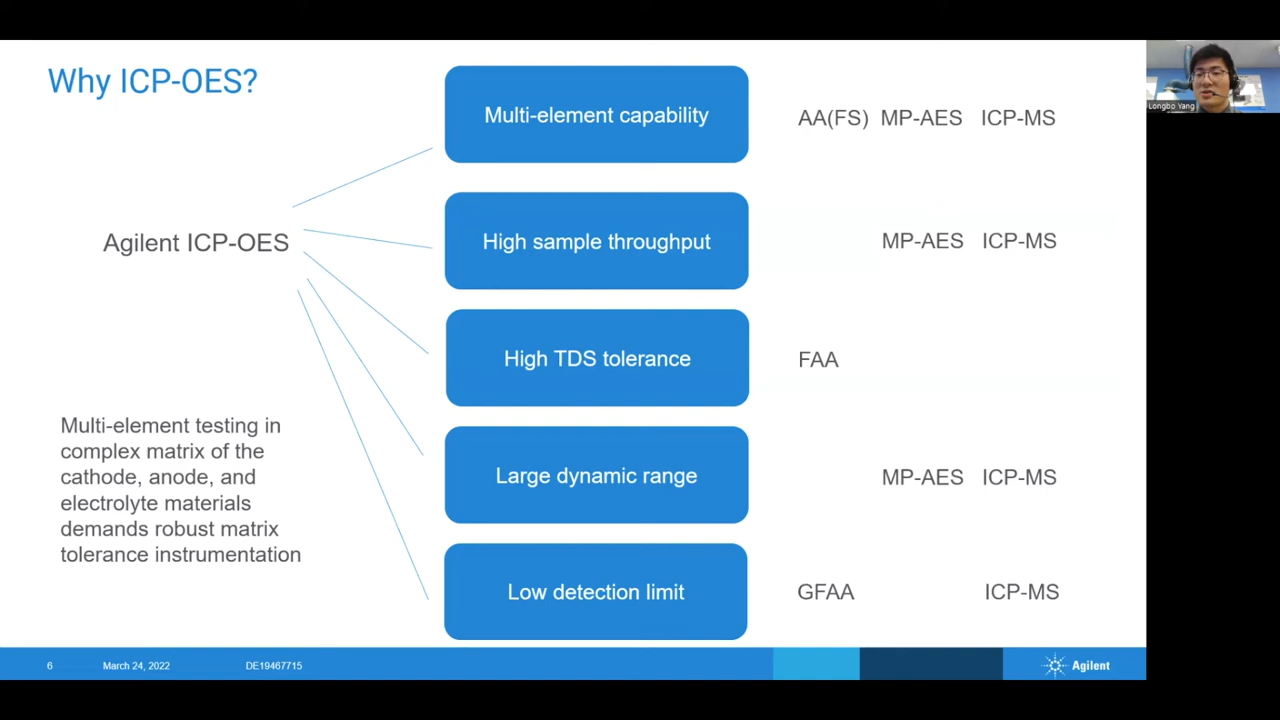 Why ICP-OES?
Multi-element capability
AA(FS) MP-AES ICP-MS
Longbo Yang
Agilent ICP-OES
High sample throughput
MP-AES ICP-MS
High TDS tolerance
FAA
Multi-element testing in
complex matrix of the
cathode, anode, and
electrolyte materials
demands robust matrix
tolerance instrumentation
Large dynamic range
MP-AES ICP-MS
Low detection limit
GFAA ICP-MS
6 March 24, 2022 DE19467715
Agilent